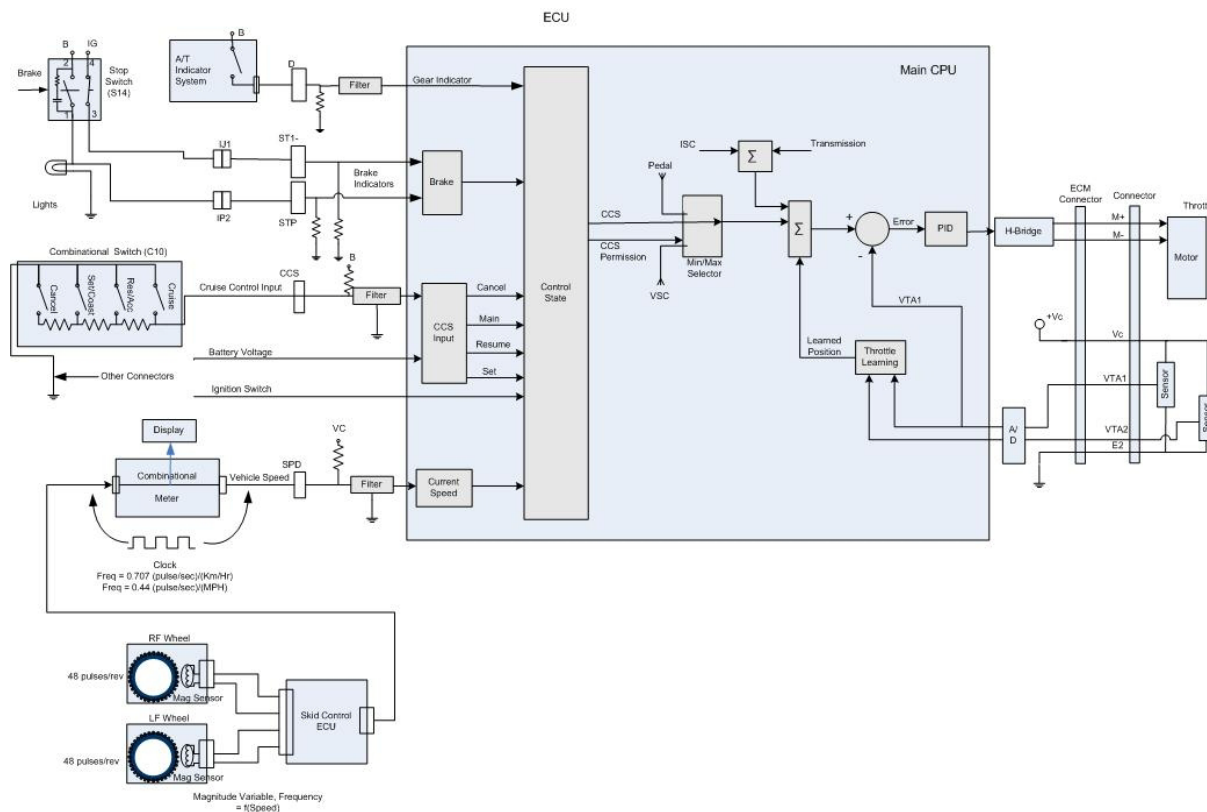 ECU
B
IG
2
4
Brake
Stop
Switch
(S14)
1
3
Lights
B
A/T
Indicator
System
D
Filter
Gear Indicator
Main CPU
IJ1
ST1-
IP2
STP
Brake
Indicators
Brake
Combinational Switch (C10)
Cancel
Set/Coast
Res/Acc
Cruise
Cruise Control Input
CCS
B
Filter
CCS
Input
Cancel
Main
Resume
Set
Battery Voltage
Other Connectors
Ignition Switch
Control
State
CCS
CCS
Permission
Pedal
VSC
Min/Max
Selector
ISC
Transmission
Σ
Σ
+
-
Error
PID
H-Bridge
VTA1
Learned
Position
Throttle
Learning
A/
D
ECM
Connector
Connector
Thrott
M+
M-
Motor
+Vc
Vc
VTA1
Sensor
VTA2
Sensor
E2
Display
Combinational
Meter
Vehicle Speed
SPD
VC
Filter
Current
Speed
Clock
Freq = 0.707 (pulse/sec)/(Km/Hr)
Freq = 0.44 (pulse/sec)/(MPH)
RF Wheel
48 pulses/rev
Mag Sensor
LF Wheel
48 pulses/rev
Mag Sensor
Skid Control
ECU
Magnitude Variable, Frequency
= f(Speed)